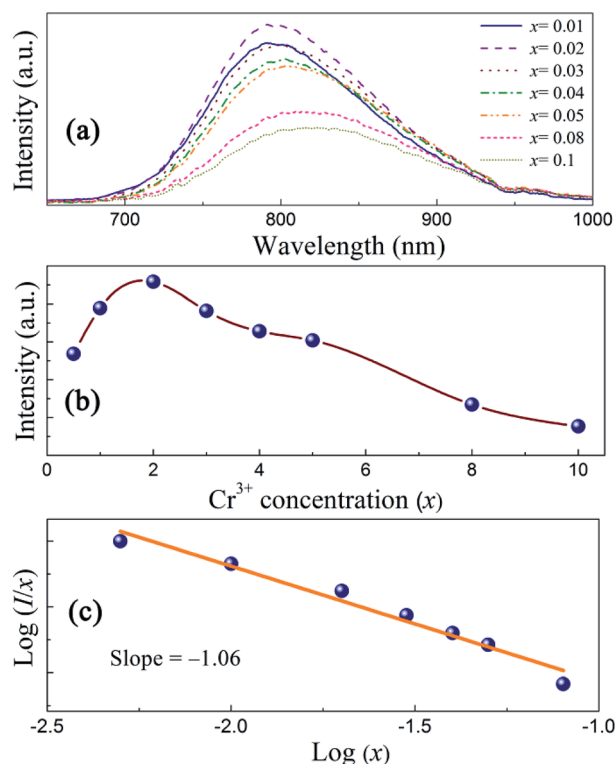 Intensity (a.u.)
(a)
x= 0.01
x= 0.02
x= 0.03
x= 0.04
x= 0.05
x= 0.08
x= 0.1
700 800 900 1000
Wavelength (nm)
Intensity (a.u.)
(b)
0 2 4 6 8 10
Cr³⁺ concentration (x)
Log (I/x)
(c)
Slope = –1.06
-2.5 -2.0 -1.5 -1.0
Log (x)